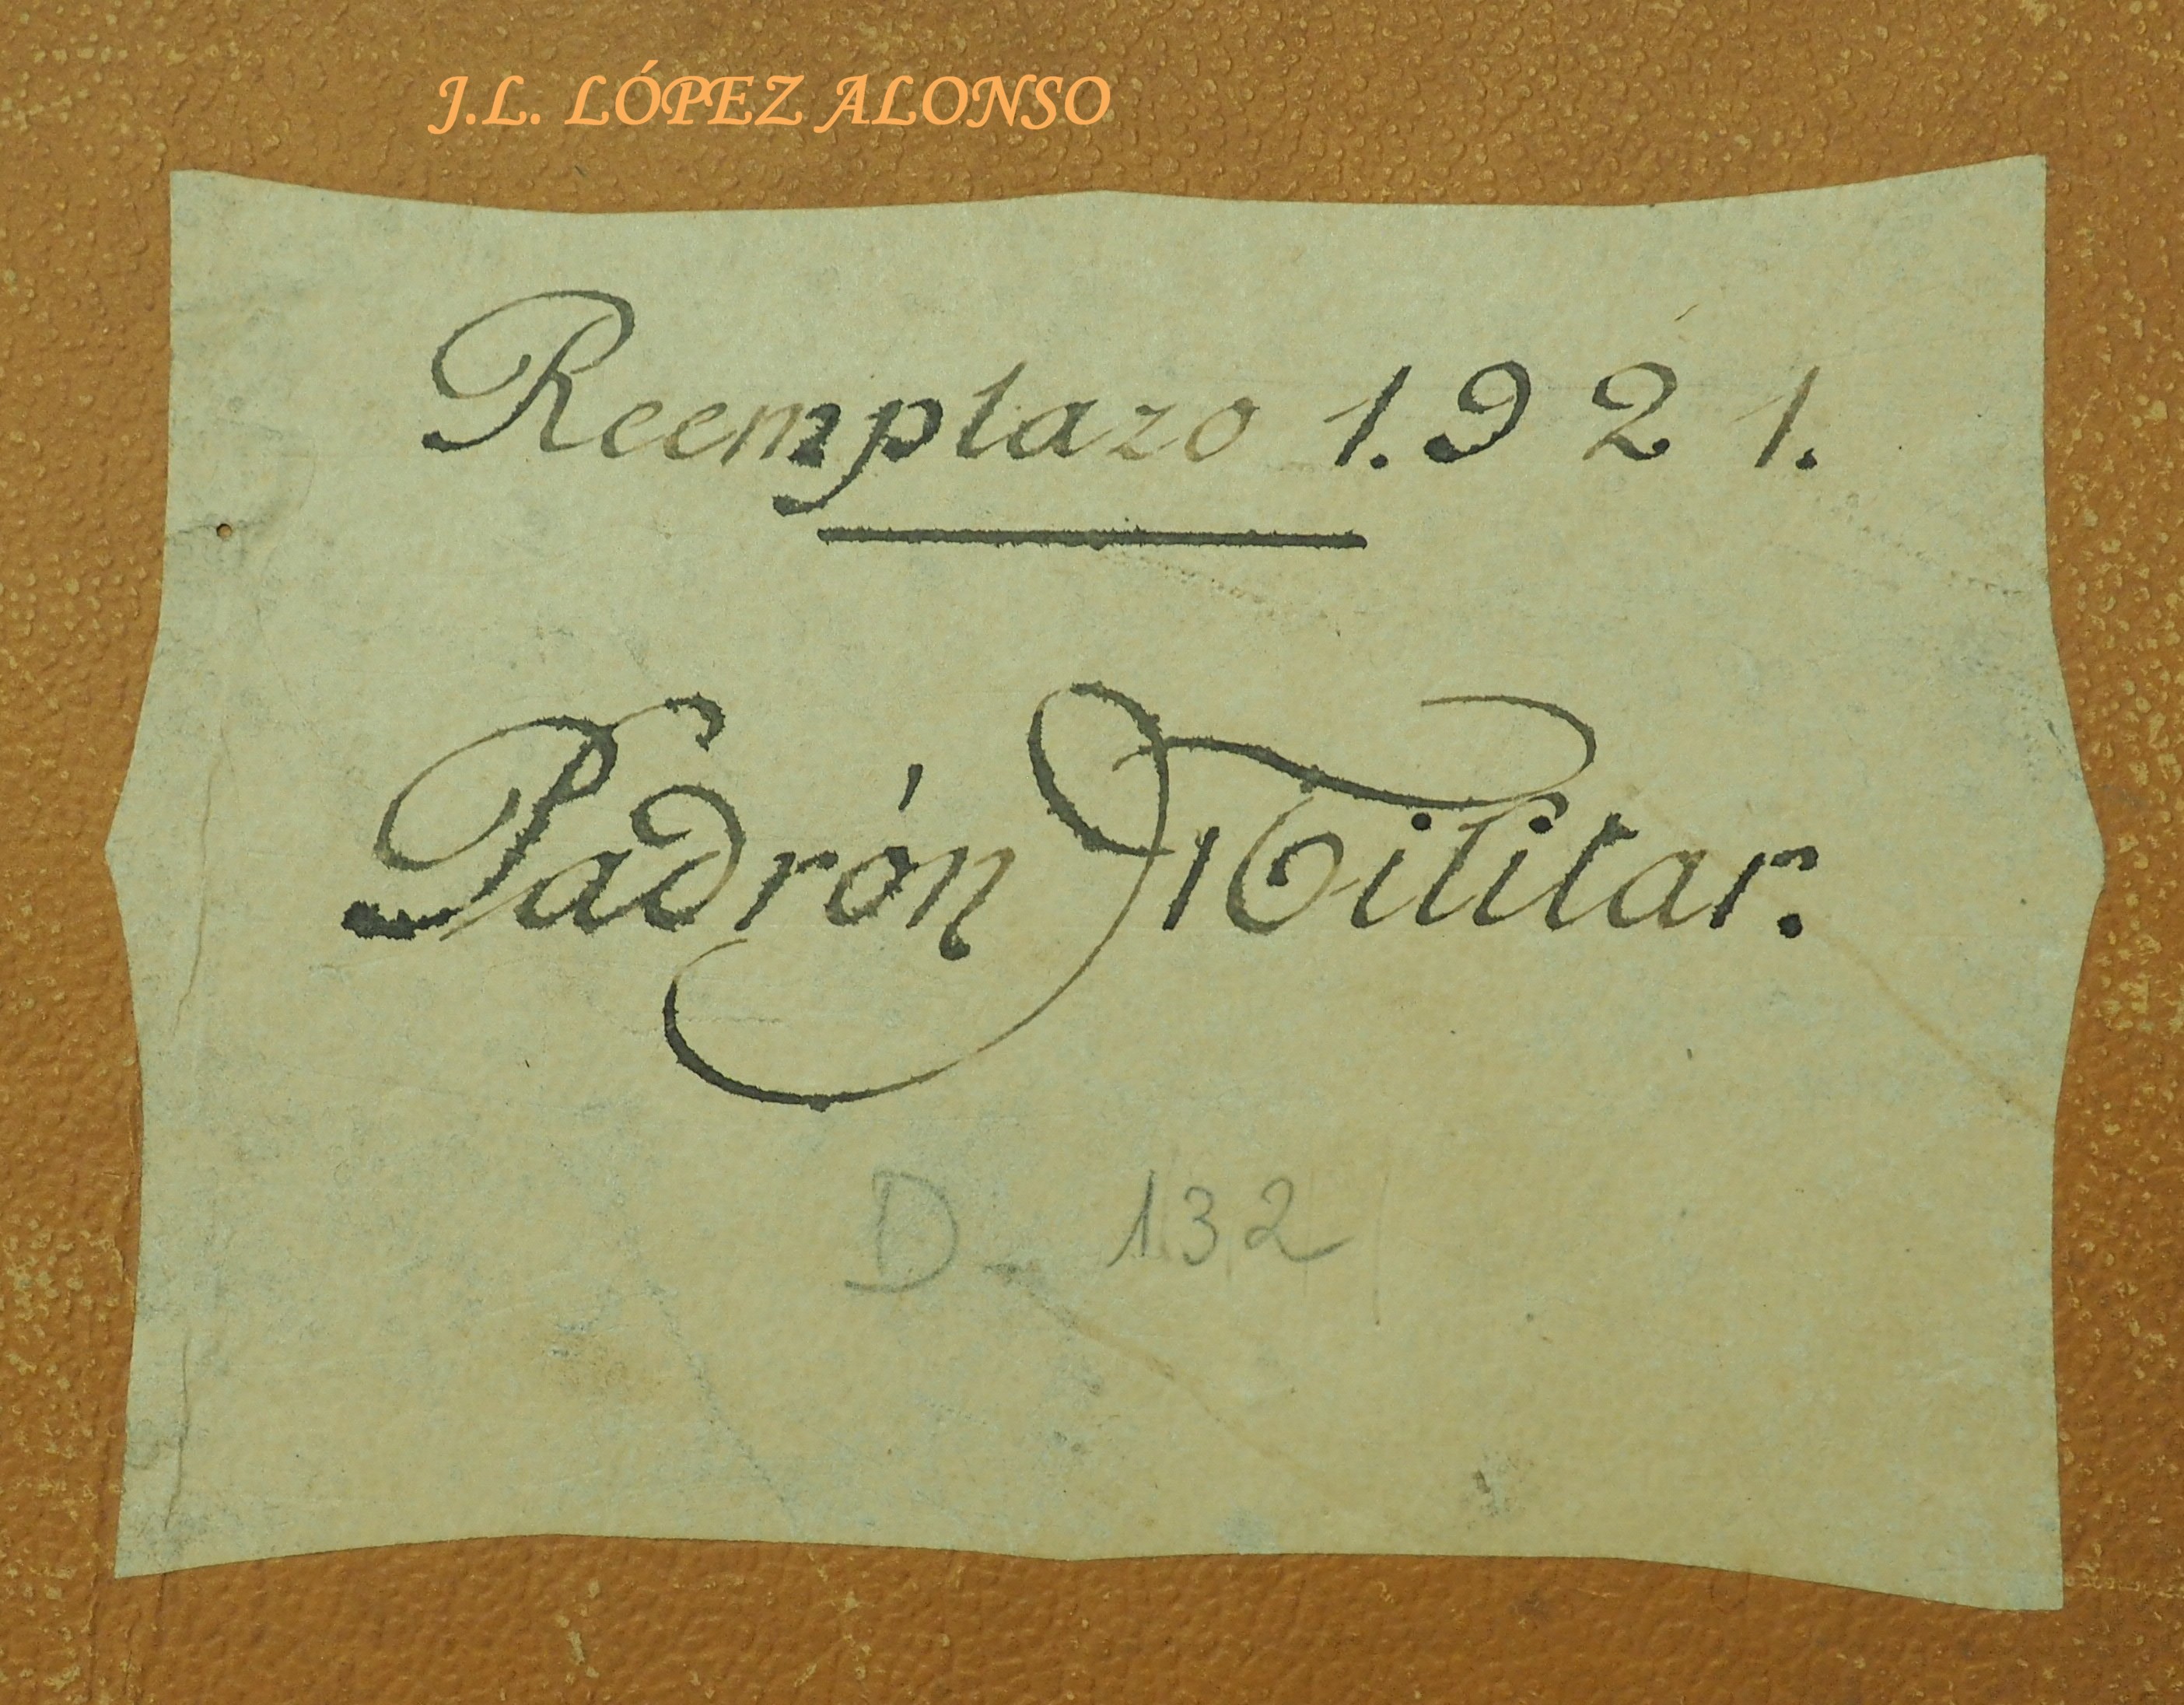 J.L. LÓPEZ ALONSO
Reemplazo 1.921.
Padrón Militar.
D - 132